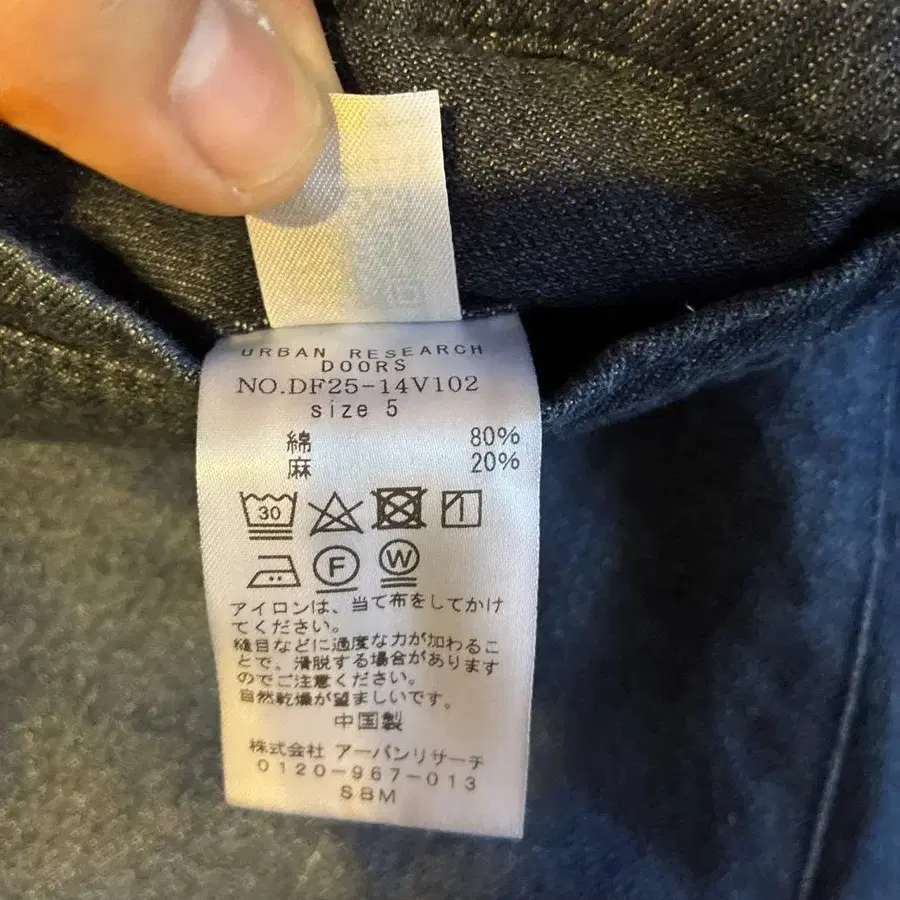 URBAN RESEARCH
DOORS
NO.DF25-14V102
size 5
綿 80%
麻 20%
30
F W
アイロンは、当て布をしてかけ
てください。
縫目などに過度な力が加わるこ
とで、滑脱する場合があります
のでご注意ください。
自然乾燥が望ましいです。
中国製
株式会社 アーバンリサーチ
0120-967-013
SBM